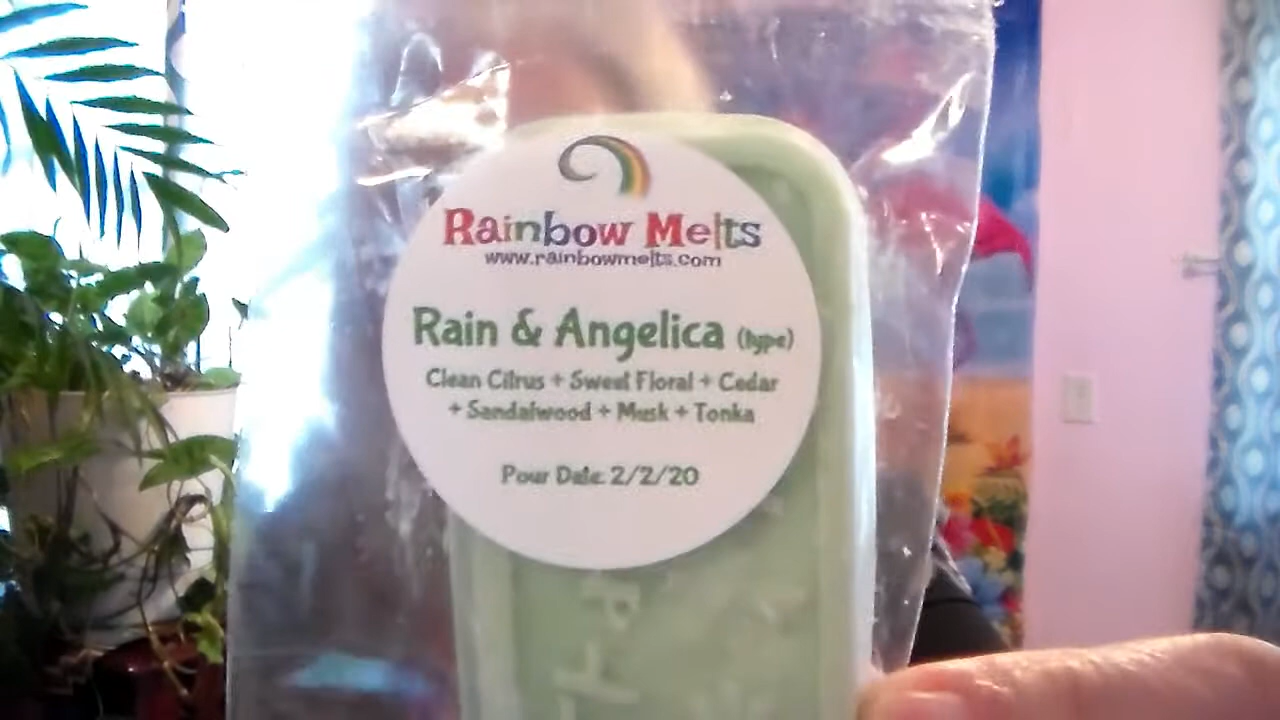 Rainbow Melts
www.rainbowmelts.com
Rain & Angelica (type)
Clean Citrus + Sweet Floral + Cedar
+ Sandalwood + Musk + Tonka
Pour Date: 2/2/20